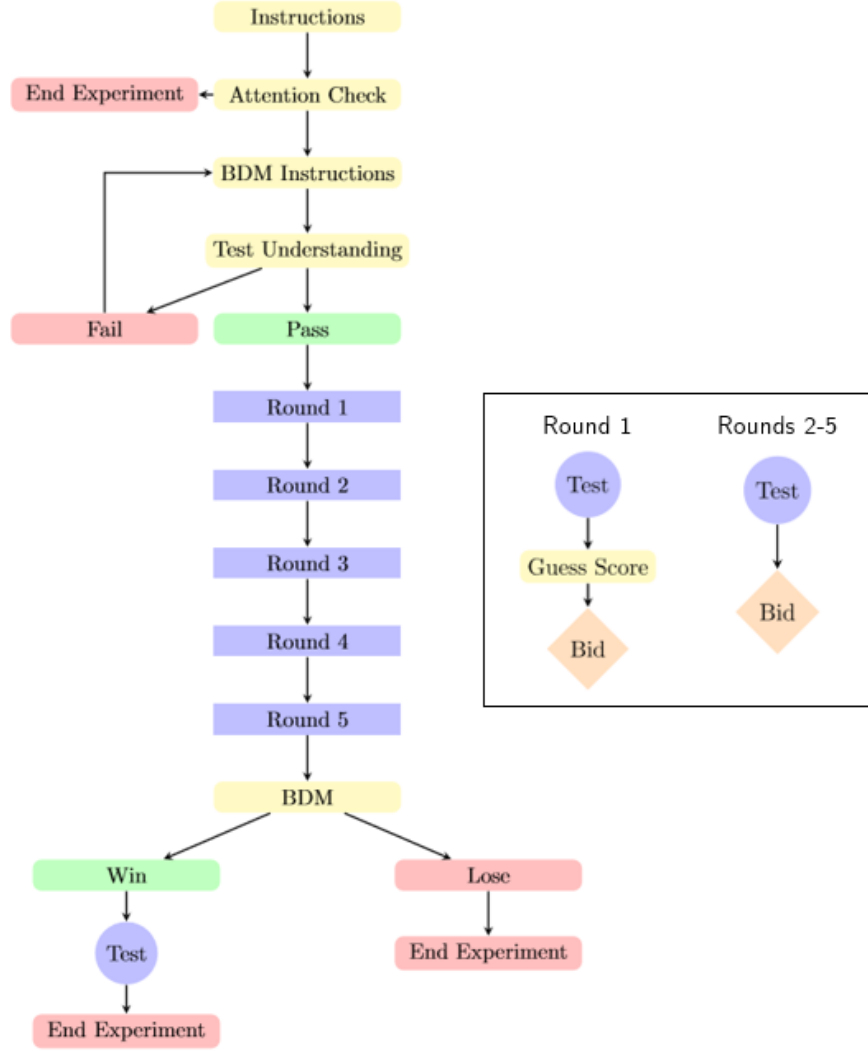 Instructions
End Experiment
Attention Check
BDM Instructions
Test Understanding
Fail
Pass
Round 1
Round 2
Round 3
Round 4
Round 5
BDM
Win
Lose
Test
End Experiment
End Experiment
Round 1
Rounds 2-5
Test
Test
Guess Score
Bid
Bid